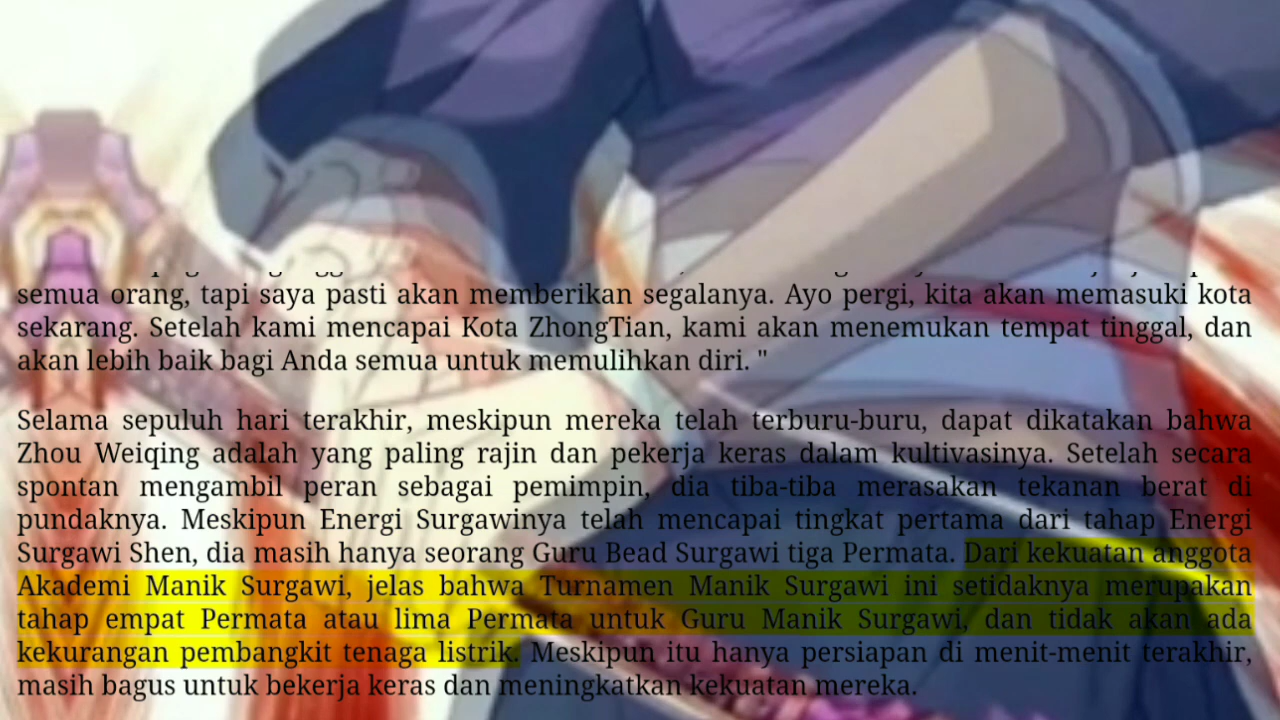 semua orang, tapi saya pasti akan memberikan segalanya. Ayo pergi, kita akan memasuki kota
sekarang. Setelah kami mencapai Kota ZhongTian, kami akan menemukan tempat tinggal, dan
akan lebih baik bagi Anda semua untuk memulihkan diri. "
Selama sepuluh hari terakhir, meskipun mereka telah terburu-buru, dapat dikatakan bahwa
Zhou Weiqing adalah yang paling rajin dan pekerja keras dalam kultivasinya. Setelah secara
spontan mengambil peran sebagai pemimpin, dia tiba-tiba merasakan tekanan berat di
pundaknya. Meskipun Energi Surgawinya telah mencapai tingkat pertama dari tahap Energi
Surgawi Shen, dia masih hanya seorang Guru Bead Surgawi tiga Permata. Dari kekuatan anggota
Akademi Manik Surgawi, jelas bahwa Turnamen Manik Surgawi ini setidaknya merupakan
tahap empat Permata atau lima Permata untuk Guru Manik Surgawi, dan tidak akan ada
kekurangan pembangkit tenaga listrik. Meskipun itu hanya persiapan di menit-menit terakhir,
masih bagus untuk bekerja keras dan meningkatkan kekuatan mereka.